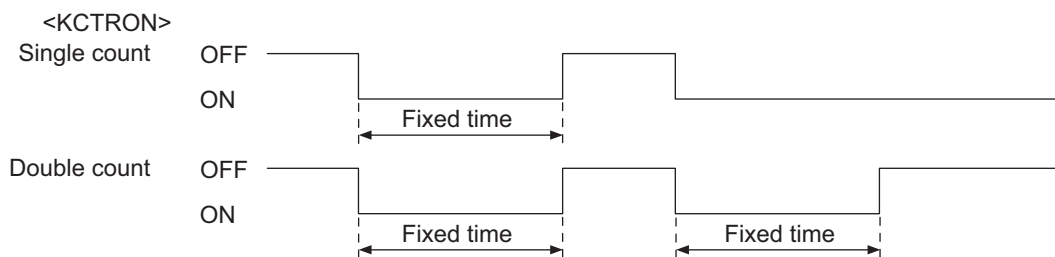 <KCTRON>
Single count OFF
ON
Fixed time
Double count OFF
ON
Fixed time Fixed time